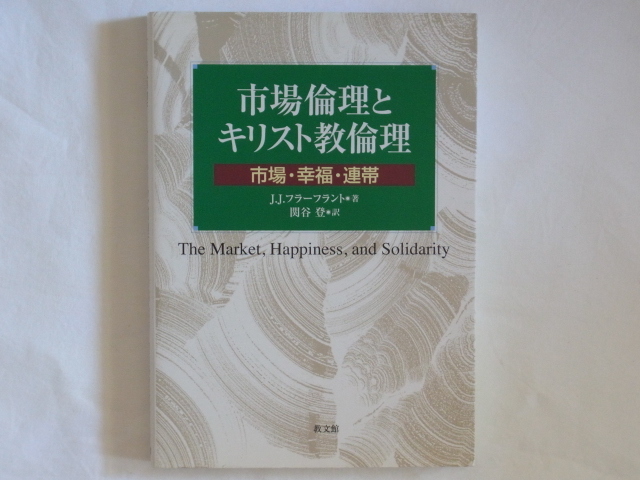 市場倫理と
キリスト教倫理
市場・幸福・連帯
J.J.フラーフラント*著
関谷 登*訳
The Market, Happiness, and Solidarity
教文館